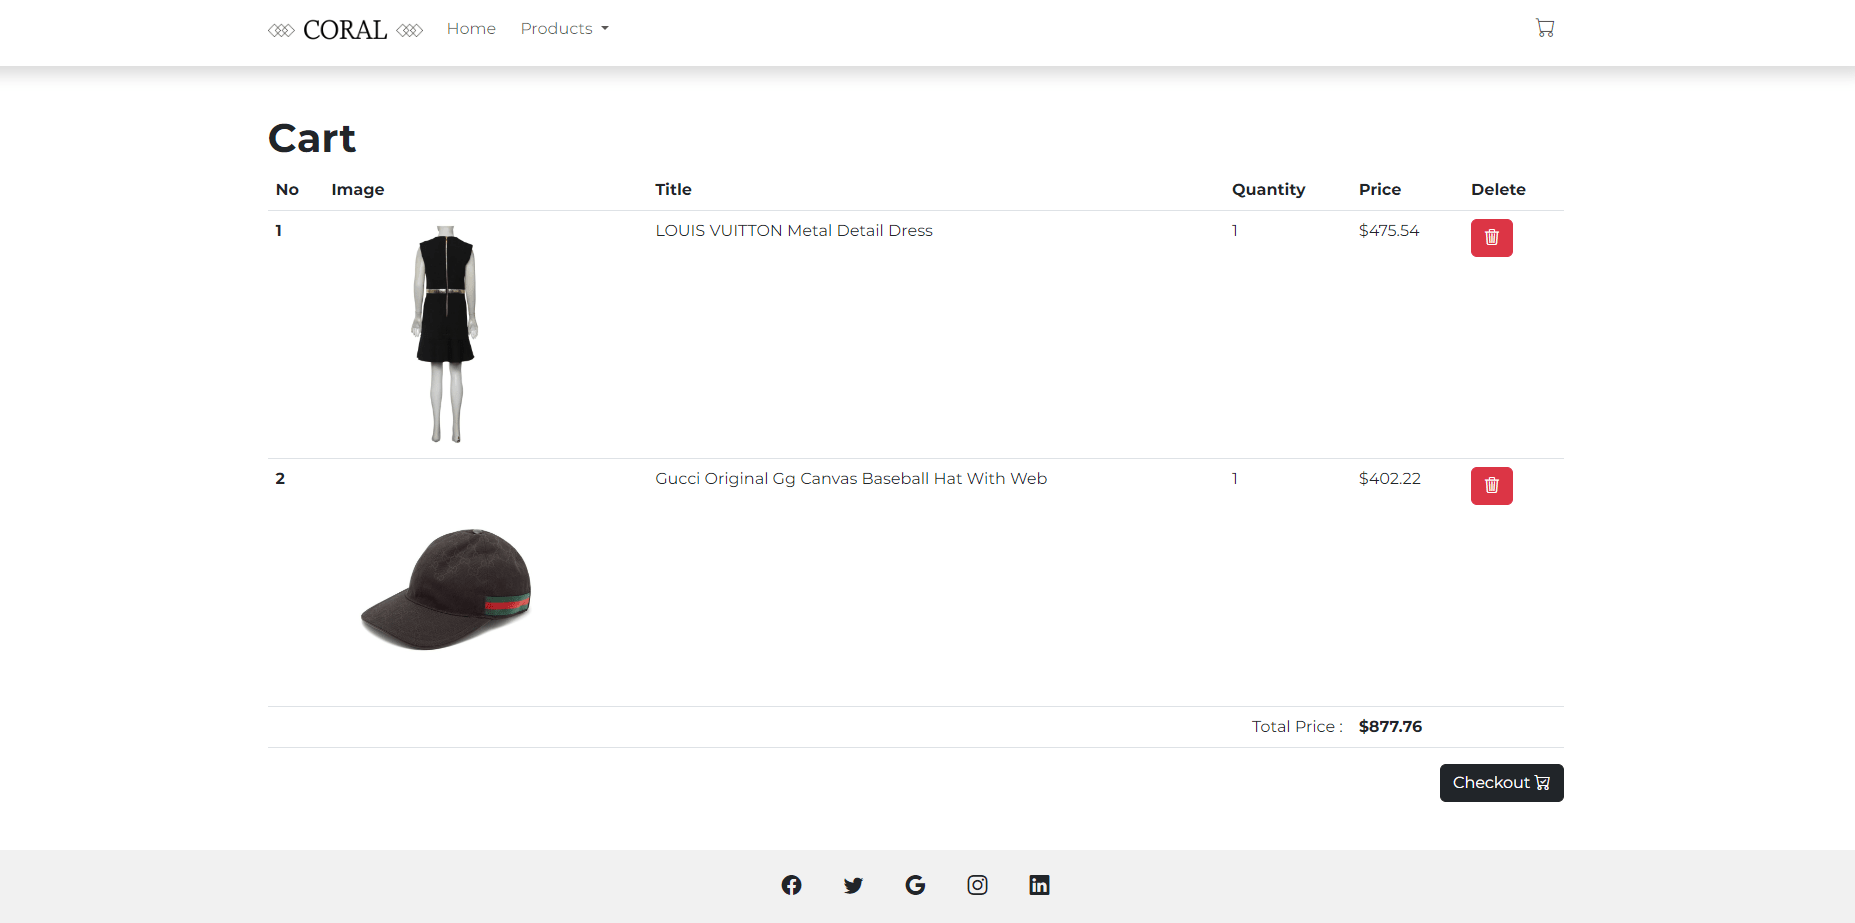 CORAL Home Products
Cart
No Image Title Quantity Price Delete
1 LOUIS VUITTON Metal Detail Dress 1 $475.54
2 Gucci Original Gg Canvas Baseball Hat With Web 1 $402.22
Total Price : $877.76
Checkout